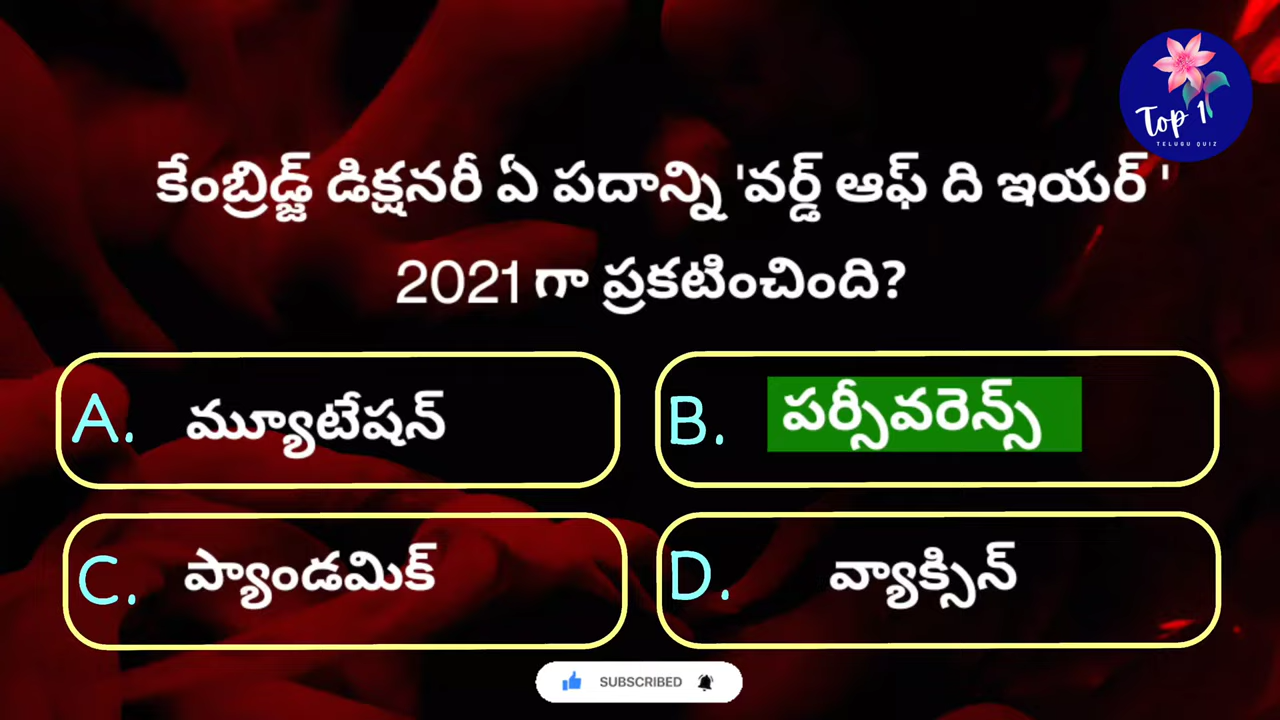 Top 1
TELUGU QUIZ
కేంబ్రిడ్జ్ డిక్షనరీ ఏ పదాన్ని 'వర్డ్ ఆఫ్ ది ఇయర్ '
2021 గా ప్రకటించింది?
A. మ్యూటేషన్
B. పర్సీవరెన్స్
C. ప్యాండమిక్
D. వ్యాక్సిన్
SUBSCRIBED